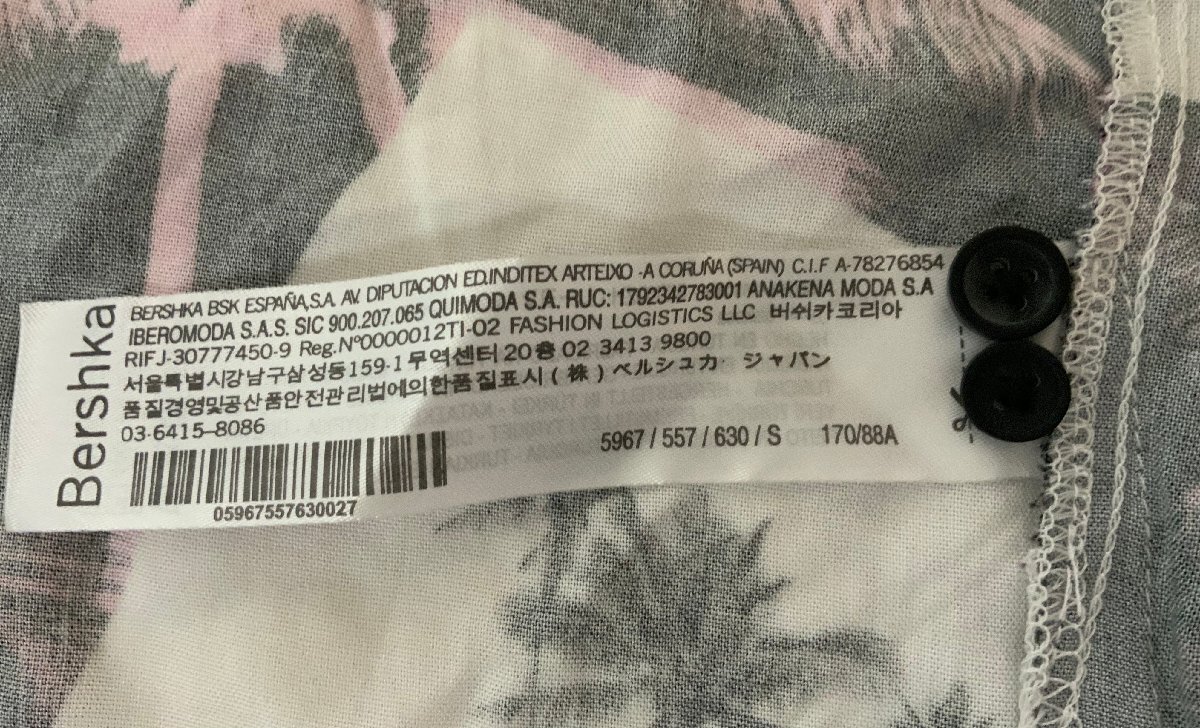 Bershka
BERSHKA BSK ESPAÑA,S.A. AV. DIPUTACION ED.INDITEX ARTEIXO -A CORUÑA (SPAIN) C.I.F A-78276854
IBEROMODA S.A.S. SIC 900.207.065 QUIMODA S.A. RUC: 1792342783001 ANAKENA MODA S.A
RIFJ-30777450-9 Reg.Nº0000012TI-02 FASHION LOGISTICS LLC 버쉬카코리아
서울특별시강남구삼성동159-1무역센터20층 02 3413 9800
품질경영및공산품안전관리법에의한품질표시 (株) ベルシュカ・ジャパン
03-6415-8086
5967 / 557 / 630 / S 170/88A
05967557630027